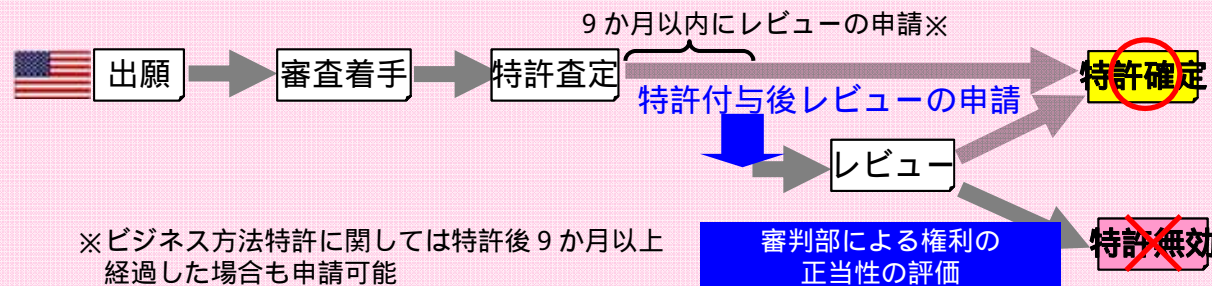 9か月以内にレビューの申請※
出願
審査着手
特許査定
特許確定
特許付与後レビューの申請
レビュー
※ビジネス方法特許に関しては特許後9か月以上
経過した場合も申請可能
審判部による権利の
正当性の評価
特許無効